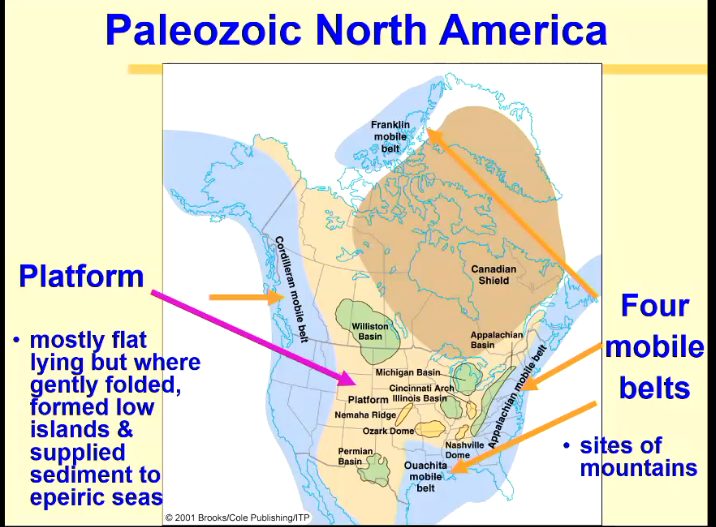 Paleozoic North America
Franklin
mobile
belt
Cordilleran mobile belt
Canadian
Shield
Platform
• mostly flat
lying but where
gently folded,
formed low
islands &
supplied
sediment to
epeiric seas
Williston
Basin
Appalachian
Basin
Michigan Basin
Cincinnati Arch
Platform
Illinois Basin
Nemaha Ridge
Ozark Dome
Appalachian mobile belt
Nashville
Dome
Permian
Basin
Ouachita
mobile
belt
Four
mobile
belts
• sites of
mountains
© 2001 Brooks/Cole Publishing/ITP